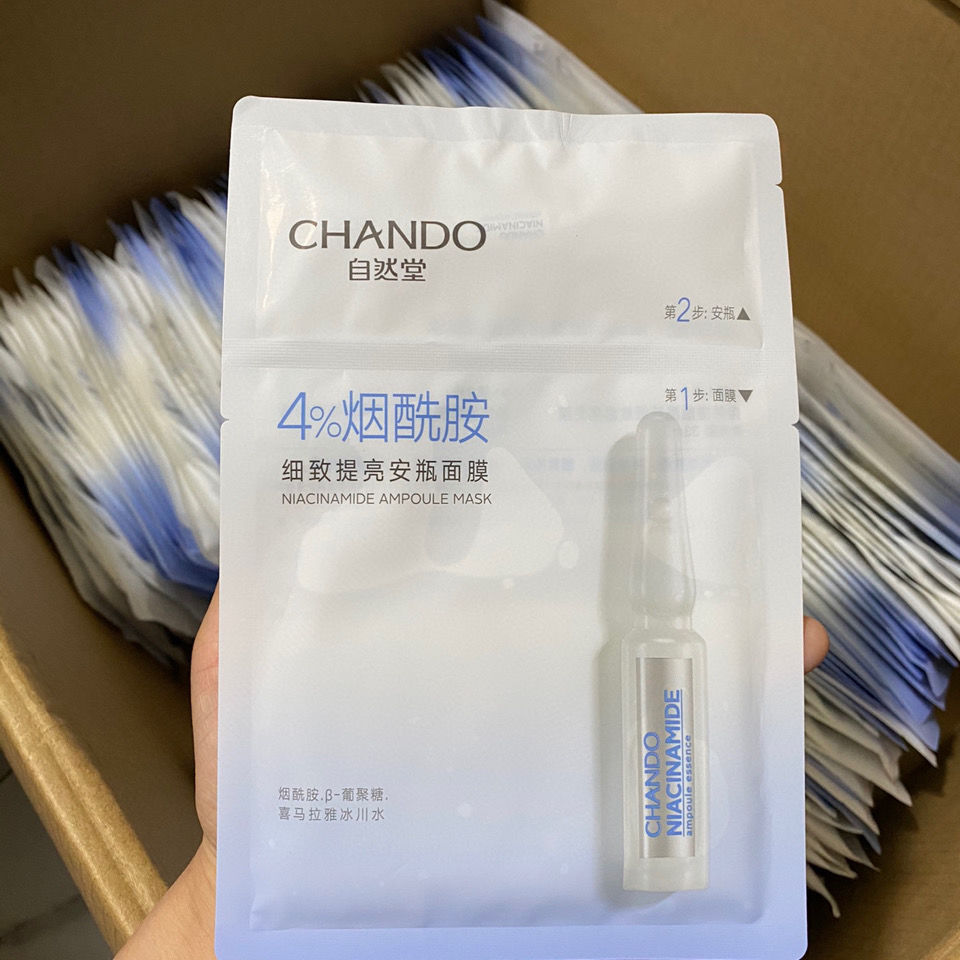 CHANDO
自然堂
第2步: 安瓶▲
第1步: 面膜▼
4%烟酰胺
细致提亮安瓶面膜
NIACINAMIDE AMPOULE MASK
CHANDO
NIACINAMIDE
ampoule essence
烟酰胺.β-葡聚糖.
喜马拉雅冰川水